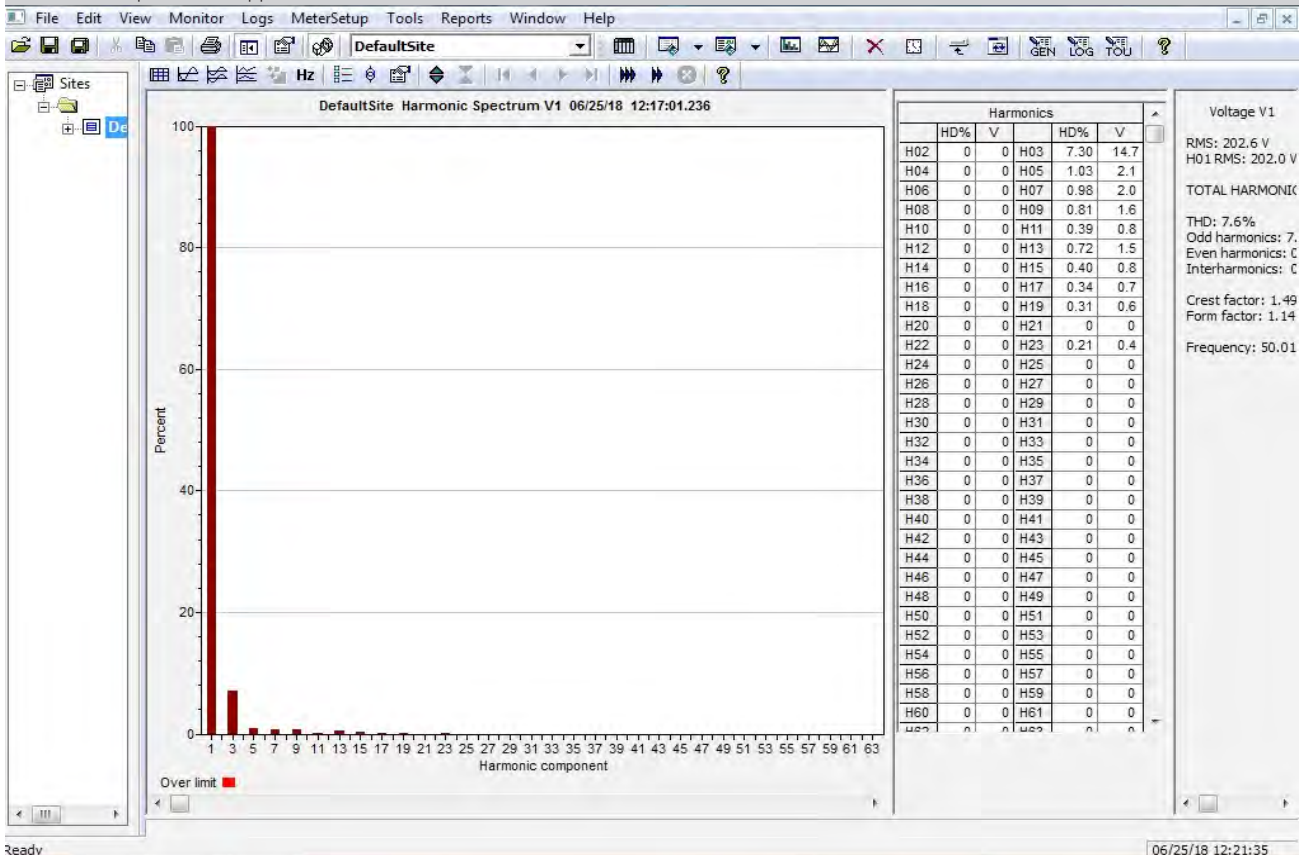 File Edit View Monitor Logs MeterSetup Tools Reports Window Help
DefaultSite GEN LOG TOU
Hz
Sites
De
DefaultSite Harmonic Spectrum V1 06/25/18 12:17:01.236
100
80
60
40
20
0
Percent
1 3 5 7 9 11 13 15 17 19 21 23 25 27 29 31 33 35 37 39 41 43 45 47 49 51 53 55 57 59 61 63
Harmonic component
Over limit
Harmonics
HD% V HD% V
H02 0 0 H03 7.30 14.7
H04 0 0 H05 1.03 2.1
H06 0 0 H07 0.98 2.0
H08 0 0 H09 0.81 1.6
H10 0 0 H11 0.39 0.8
H12 0 0 H13 0.72 1.5
H14 0 0 H15 0.40 0.8
H16 0 0 H17 0.34 0.7
H18 0 0 H19 0.31 0.6
H20 0 0 H21 0 0
H22 0 0 H23 0.21 0.4
H24 0 0 H25 0 0
H26 0 0 H27 0 0
H28 0 0 H29 0 0
H30 0 0 H31 0 0
H32 0 0 H33 0 0
H34 0 0 H35 0 0
H36 0 0 H37 0 0
H38 0 0 H39 0 0
H40 0 0 H41 0 0
H42 0 0 H43 0 0
H44 0 0 H45 0 0
H46 0 0 H47 0 0
H48 0 0 H49 0 0
H50 0 0 H51 0 0
H52 0 0 H53 0 0
H54 0 0 H55 0 0
H56 0 0 H57 0 0
H58 0 0 H59 0 0
H60 0 0 H61 0 0
Voltage V1
RMS: 202.6 V
H01 RMS: 202.0 V
TOTAL HARMONIC
THD: 7.6%
Odd harmonics: 7.
Even harmonics:
Interharmonics:
Crest factor: 1.49
Form factor: 1.14
Frequency: 50.01
Ready
06/25/18 12:21:35